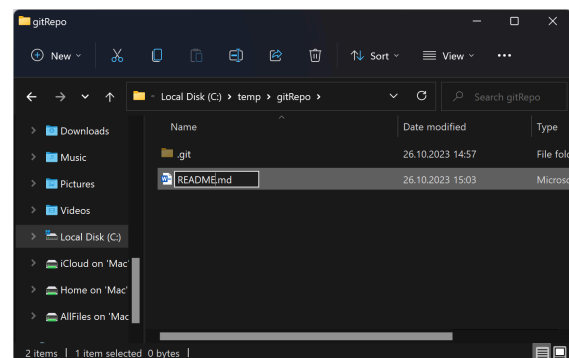 gitRepo
New
Sort
View
Local Disk (C:) > temp > gitRepo >
Search gitRepo
Name
Date modified
Type
Downloads
Music
Pictures
Videos
Local Disk (C:)
iCloud on 'Mac'
Home on 'Mac'
AllFiles on 'Mac
.git
26.10.2023 14:57
File fol
README.md
26.10.2023 15:03
Micros
2 items | 1 item selected 0 bytes |